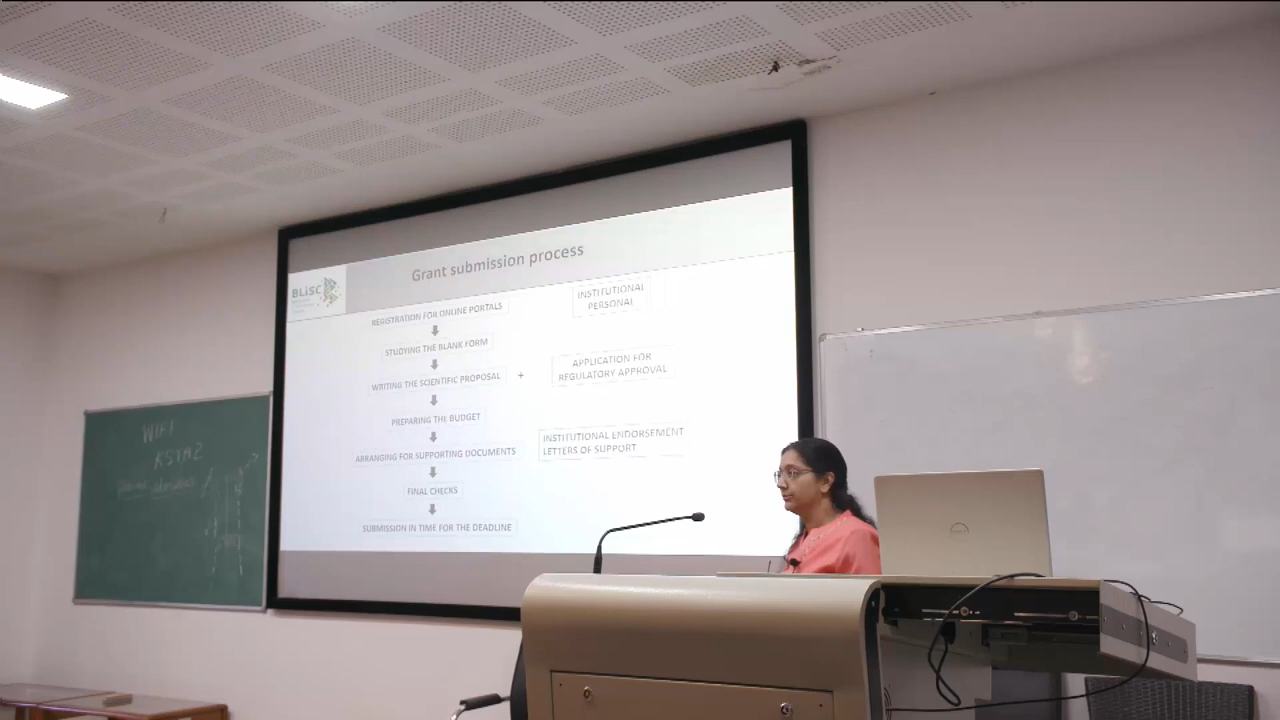 Grant submission process
BLiSC
REGISTRATION FOR ONLINE PORTALS
INSTITUTIONAL
PERSONAL
STUDYING THE BLANK FORM
WRITING THE SCIENTIFIC PROPOSAL
+
APPLICATION FOR
REGULATORY APPROVAL
PREPARING THE BUDGET
ARRANGING FOR SUPPORTING DOCUMENTS
INSTITUTIONAL ENDORSEMENT
LETTERS OF SUPPORT
FINAL CHECKS
SUBMISSION IN TIME FOR THE DEADLINE
WIFI
DELL